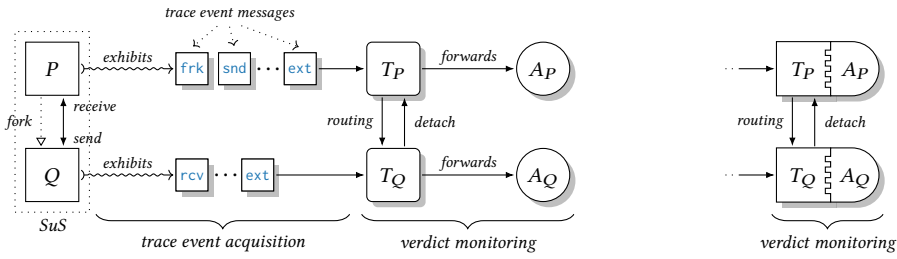 trace event messages
P exhibits frk snd ··· ext T_P forwards A_P ·· T_P A_P
fork receive send routing detach routing detach
Q exhibits rcv ··· ext T_Q forwards A_Q ·· T_Q A_Q
SuS
trace event acquisition verdict monitoring verdict monitoring